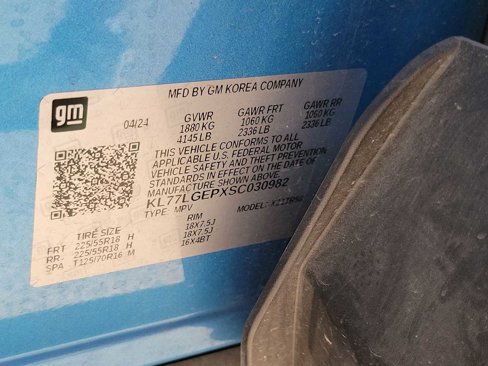 MFD BY GM KOREA COMPANY
gm
04/24
GVWR GAWR FRT GAWR RR
1880 KG 1060 KG 1060 KG
4145 LB 2336 LB 2336 LB
THIS VEHICLE CONFORMS TO ALL
APPLICABLE U.S. FEDERAL MOTOR
VEHICLE SAFETY AND THEFT PREVENTION
STANDARDS IN EFFECT ON THE DATE OF
MANUFACTURE SHOWN ABOVE.
KL77LGEPXSC030982
TYPE: MPV MODEL:
TIRE SIZE RIM
FRT 225/55R18 H 18X7.5J
RR. 225/55R18 H 18X7.5J
SPA T125/70R16 M 16X4BT